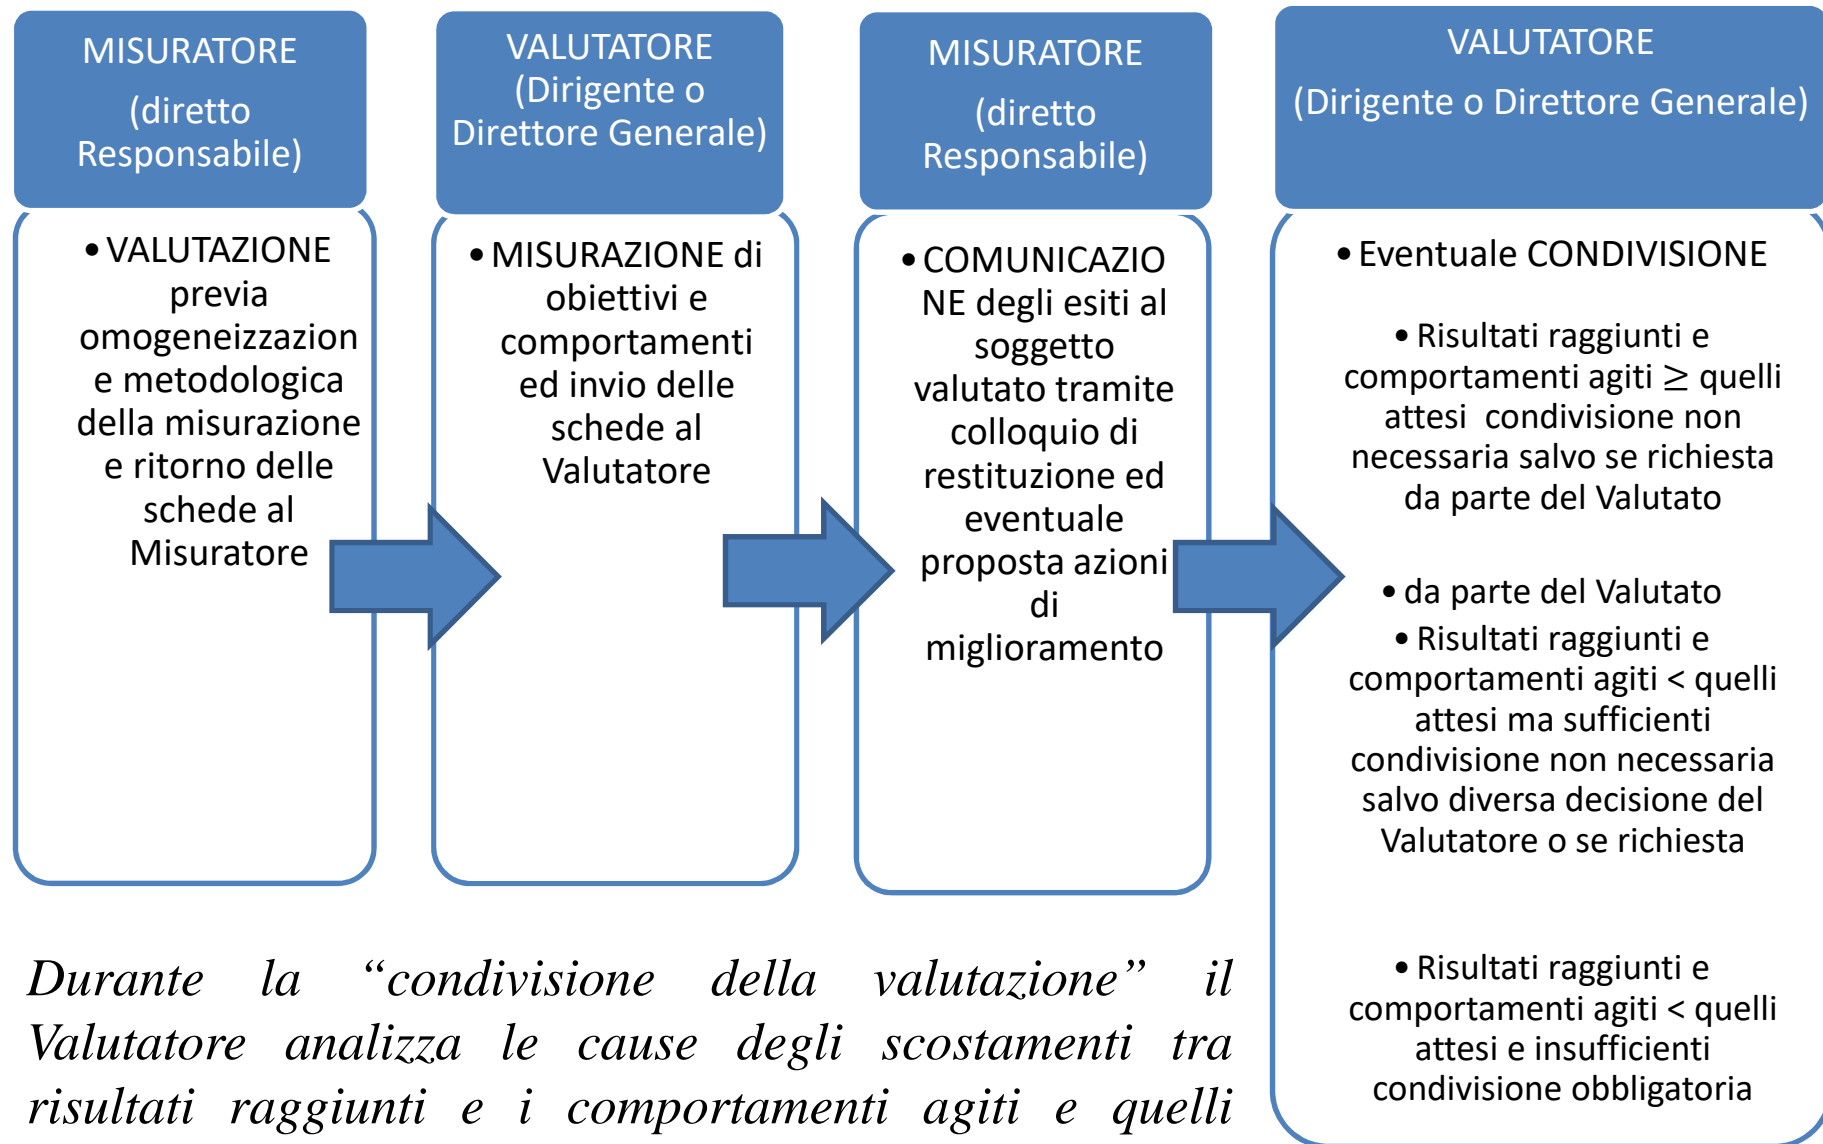 MISURATORE
(diretto
Responsabile)
• VALUTAZIONE
previa
omogeneizzazion
e metodologica
della misurazione
e ritorno delle
schede al
Misuratore
VALUTATORE
(Dirigente o
Direttore Generale)
• MISURAZIONE di
obiettivi e
comportamenti
ed invio delle
schede al
Valutatore
MISURATORE
(diretto
Responsabile)
• COMUNICAZIO
NE degli esiti al
soggetto
valutato tramite
colloquio di
restituzione ed
eventuale
proposta azioni
di
miglioramento
VALUTATORE
(Dirigente o Direttore Generale)
• Eventuale CONDIVISIONE
• Risultati raggiunti e
comportamenti agiti ≥ quelli
attesi condivisione non
necessaria salvo se richiesta
da parte del Valutato
• da parte del Valutato
• Risultati raggiunti e
comportamenti agiti < quelli
attesi ma sufficienti
condivisione non necessaria
salvo diversa decisione del
Valutatore o se richiesta
• Risultati raggiunti e
comportamenti agiti < quelli
attesi e insufficienti
condivisione obbligatoria
Durante la “condivisione della valutazione” il
Valutatore analizza le cause degli scostamenti tra
risultati raggiunti e i comportamenti agiti e quelli